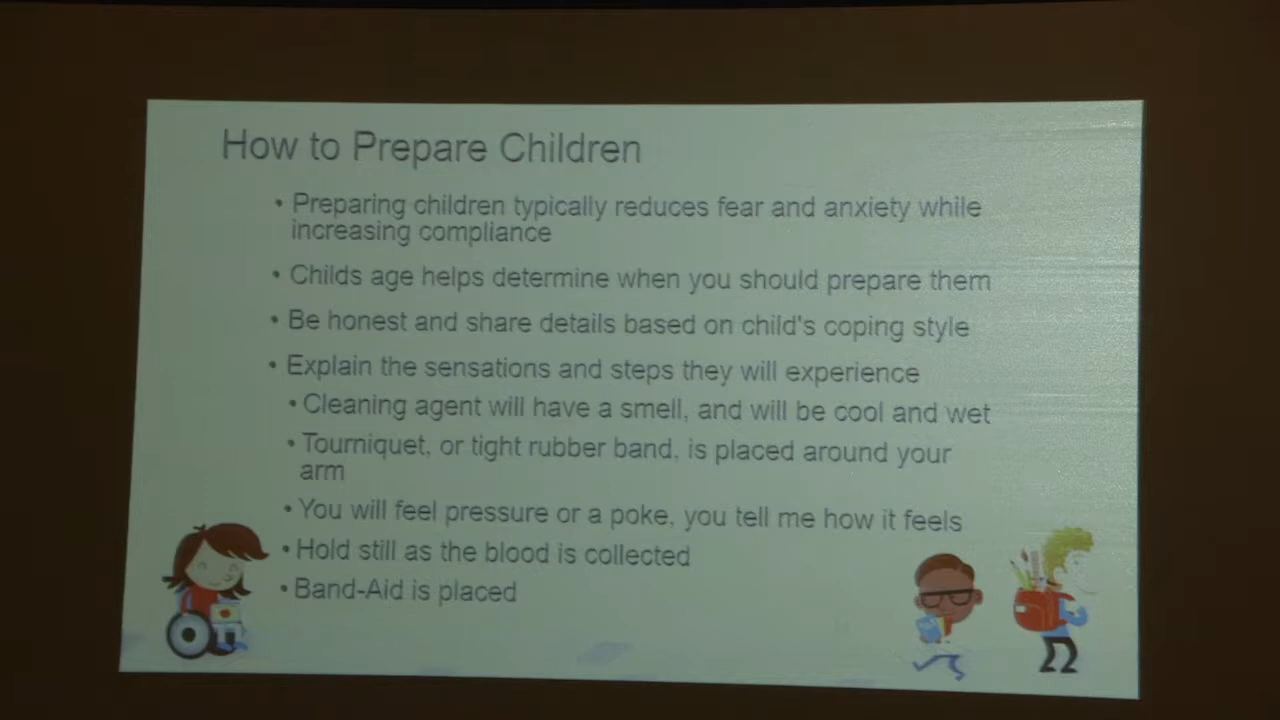 How to Prepare Children
• Preparing children typically reduces fear and anxiety while
increasing compliance
• Childs age helps determine when you should prepare them
• Be honest and share details based on child's coping style
• Explain the sensations and steps they will experience
• Cleaning agent will have a smell, and will be cool and wet
• Tourniquet, or tight rubber band, is placed around your
arm
• You will feel pressure or a poke, you tell me how it feels
• Hold still as the blood is collected
• Band-Aid is placed